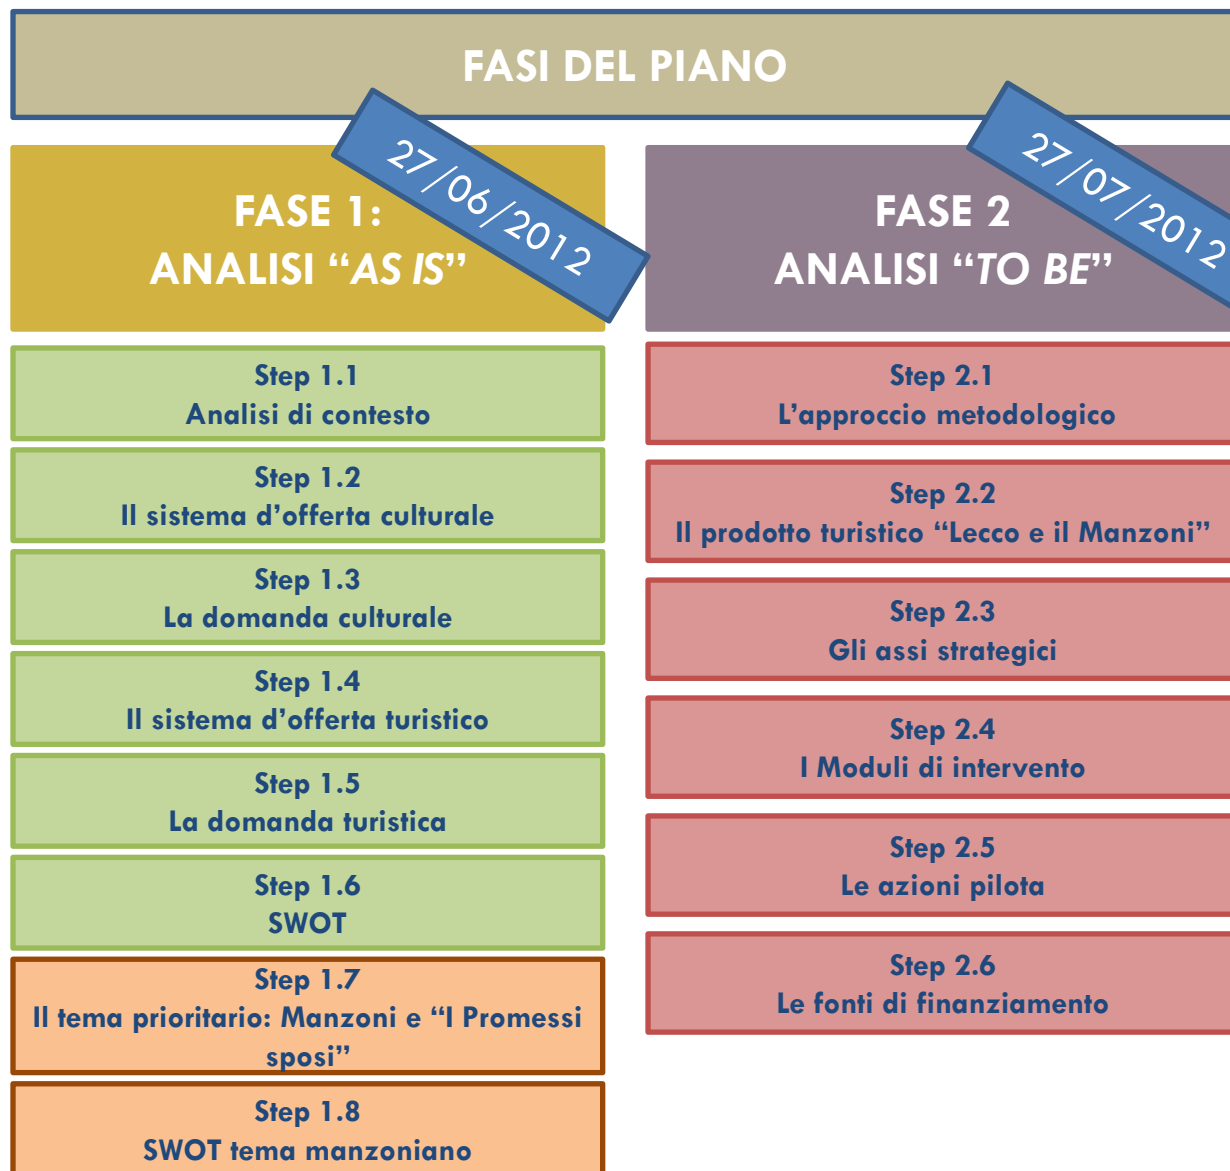 FASI DEL PIANO
27/06/2012
FASE 1:
ANALISI “AS IS”
Step 1.1
Analisi di contesto
Step 1.2
Il sistema d’offerta culturale
Step 1.3
La domanda culturale
Step 1.4
Il sistema d’offerta turistico
Step 1.5
La domanda turistica
Step 1.6
SWOT
Step 1.7
Il tema prioritario: Manzoni e “I Promessi
sposi”
Step 1.8
SWOT tema manzoniano
27/07/2012
FASE 2
ANALISI “TO BE”
Step 2.1
L’approccio metodologico
Step 2.2
Il prodotto turistico “Lecco e il Manzoni”
Step 2.3
Gli assi strategici
Step 2.4
I Moduli di intervento
Step 2.5
Le azioni pilota
Step 2.6
Le fonti di finanziamento